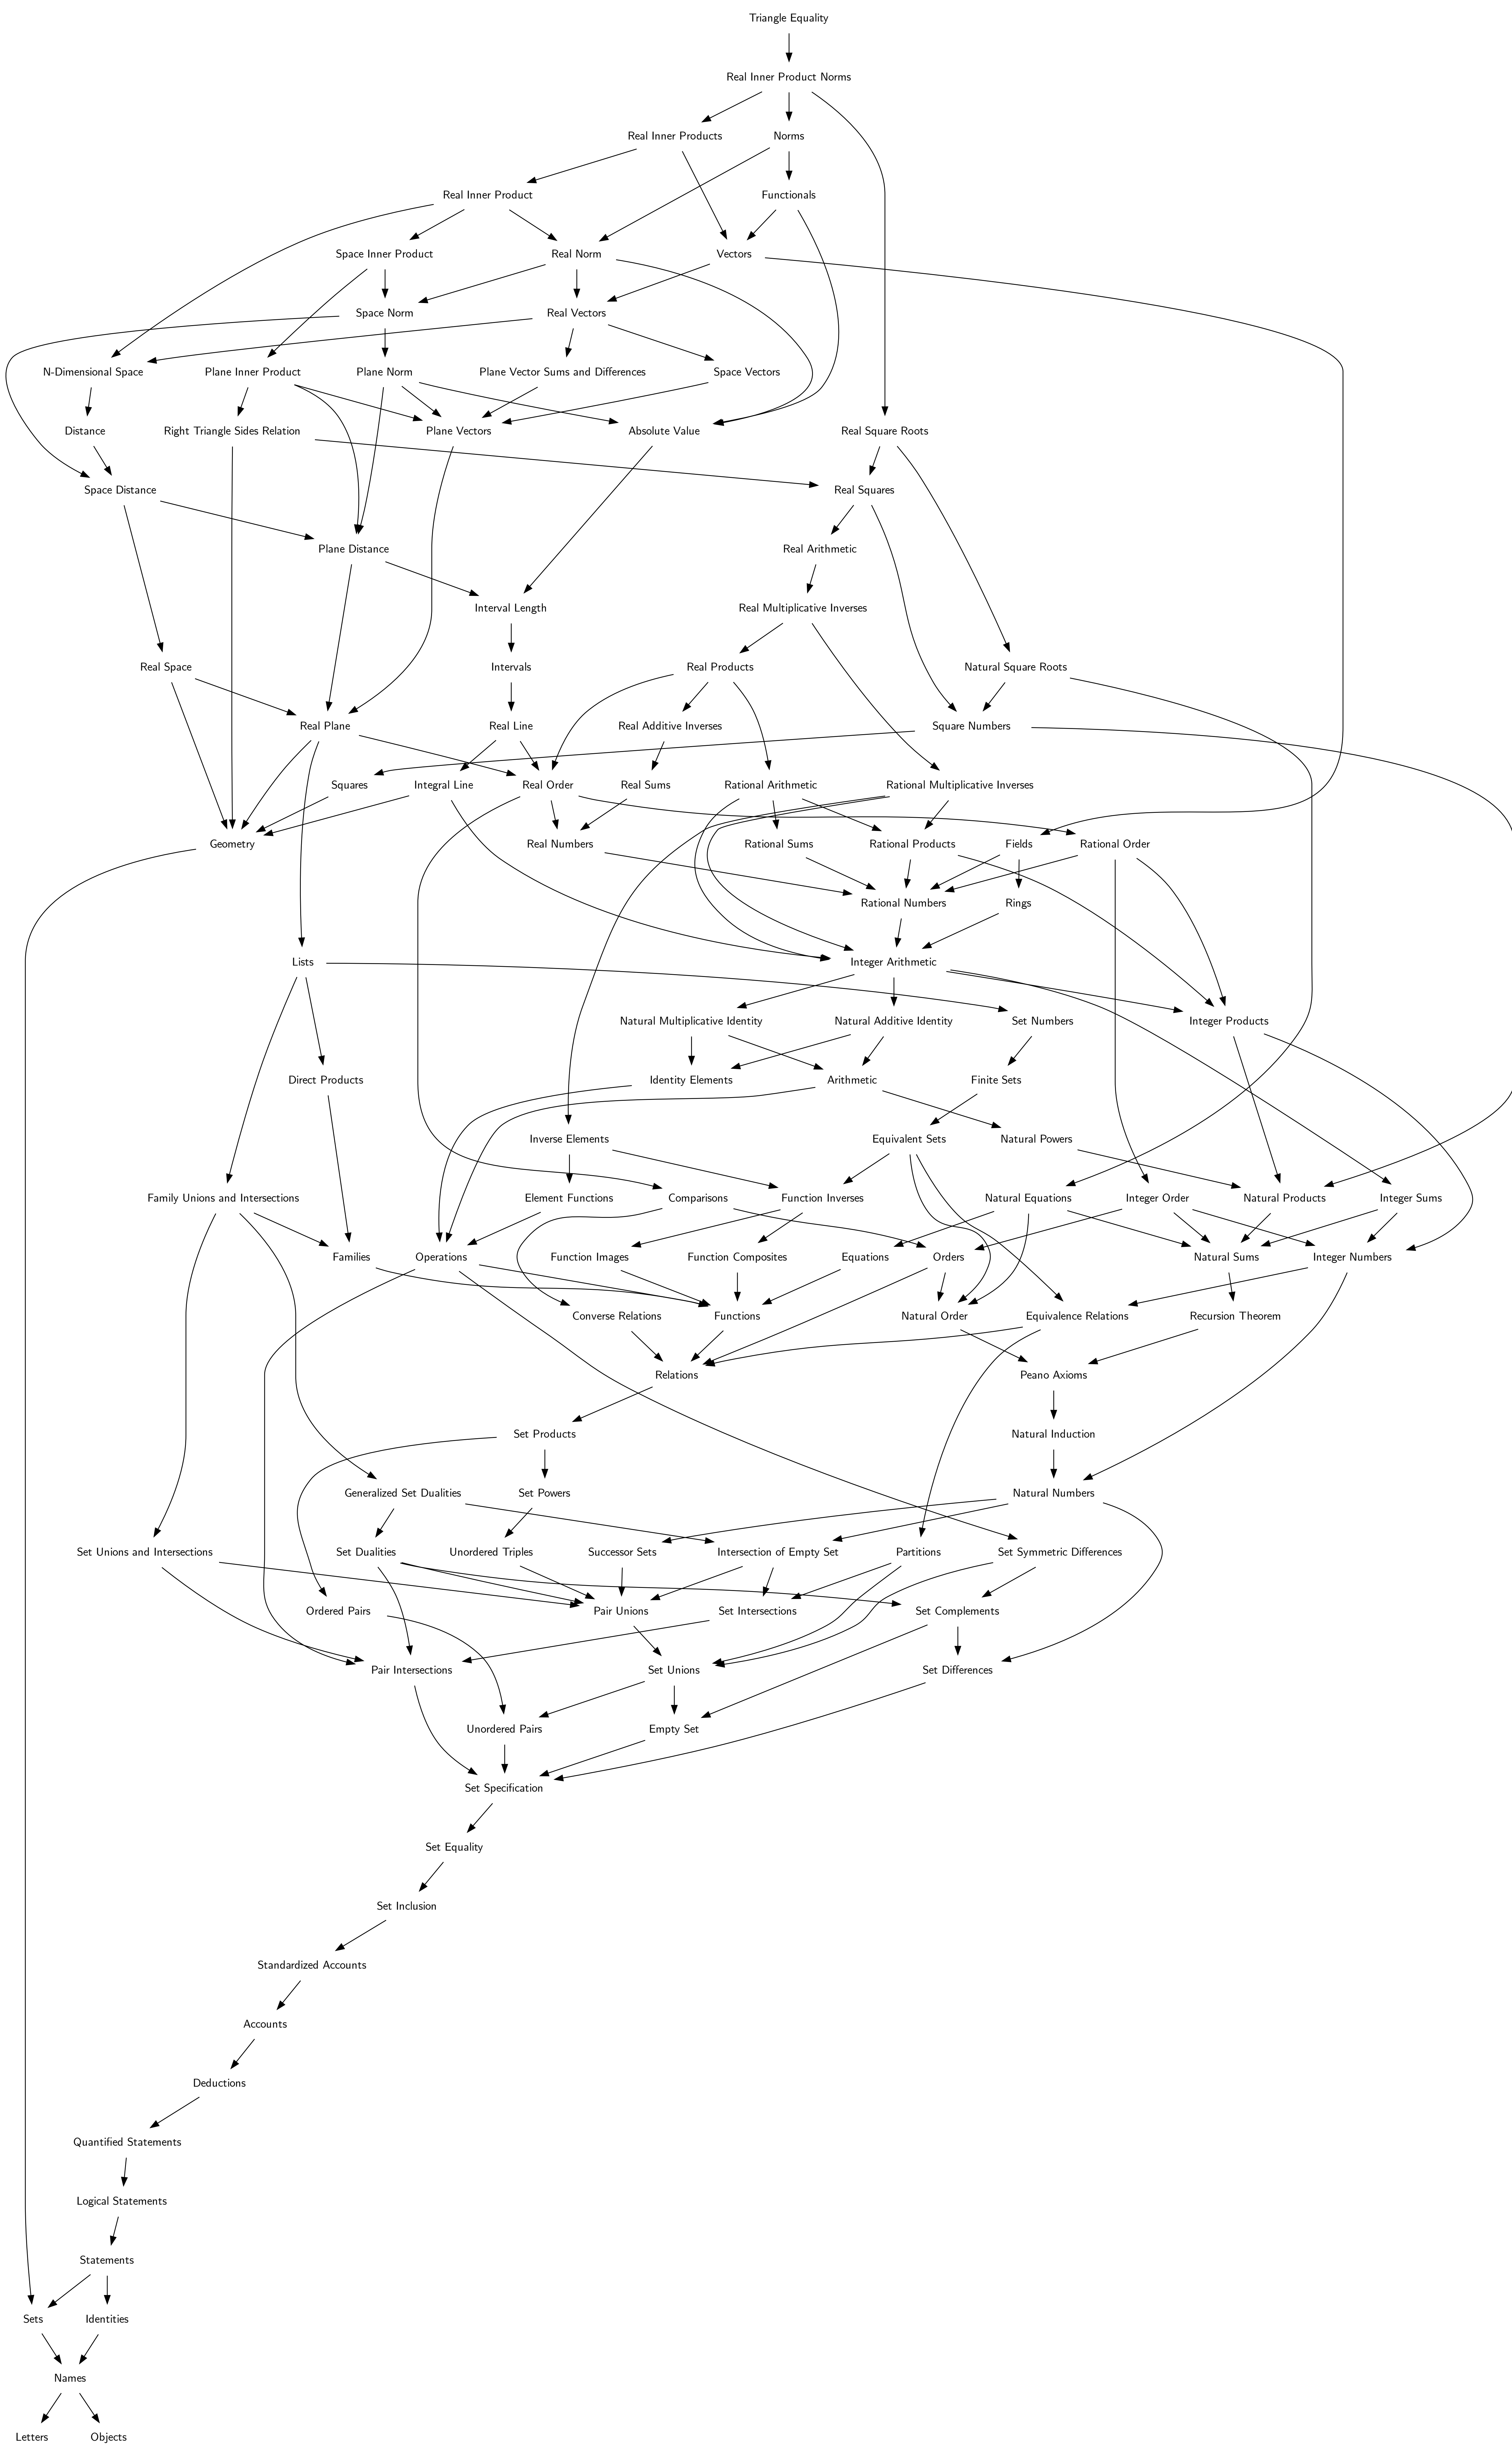 Triangle Equality
Real Inner Product Norms
Real Inner Products
Norms
Real Inner Product
Functionals
Space Inner Product
Real Norm
Vectors
Space Norm
Real Vectors
N-Dimensional Space
Plane Inner Product
Plane Norm
Plane Vector Sums and Differences
Space Vectors
Distance
Right Triangle Sides Relation
Plane Vectors
Absolute Value
Real Square Roots
Space Distance
Real Squares
Plane Distance
Real Arithmetic
Interval Length
Real Multiplicative Inverses
Real Space
Intervals
Real Products
Natural Square Roots
Real Plane
Real Line
Real Additive Inverses
Square Numbers
Squares
Integral Line
Real Order
Real Sums
Rational Arithmetic
Rational Multiplicative Inverses
Geometry
Real Numbers
Rational Sums
Rational Products
Fields
Rational Order
Rational Numbers
Rings
Lists
Integer Arithmetic
Natural Multiplicative Identity
Natural Additive Identity
Set Numbers
Integer Products
Direct Products
Identity Elements
Arithmetic
Finite Sets
Inverse Elements
Equivalent Sets
Natural Powers
Family Unions and Intersections
Element Functions
Comparisons
Function Inverses
Natural Equations
Integer Order
Natural Products
Integer Sums
Families
Operations
Function Images
Function Composites
Equations
Orders
Natural Sums
Integer Numbers
Converse Relations
Functions
Natural Order
Equivalence Relations
Recursion Theorem
Relations
Peano Axioms
Set Products
Natural Induction
Generalized Set Dualities
Set Powers
Natural Numbers
Set Unions and Intersections
Set Dualities
Unordered Triples
Successor Sets
Intersection of Empty Set
Partitions
Set Symmetric Differences
Ordered Pairs
Pair Unions
Set Intersections
Set Complements
Pair Intersections
Set Unions
Set Differences
Unordered Pairs
Empty Set
Set Specification
Set Equality
Set Inclusion
Standardized Accounts
Accounts
Deductions
Quantified Statements
Logical Statements
Statements
Sets
Identities
Names
Letters
Objects